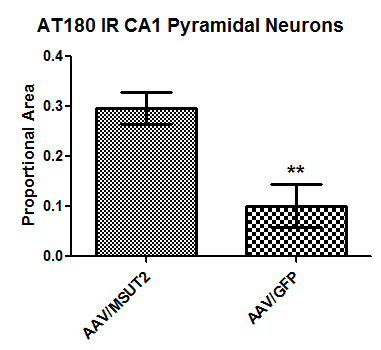 AT180 IR CA1 Pyramidal Neurons
Proportional Area
0.4
0.3
0.2
0.1
0.0
**
AAV/MSUT2
AAV/GFP